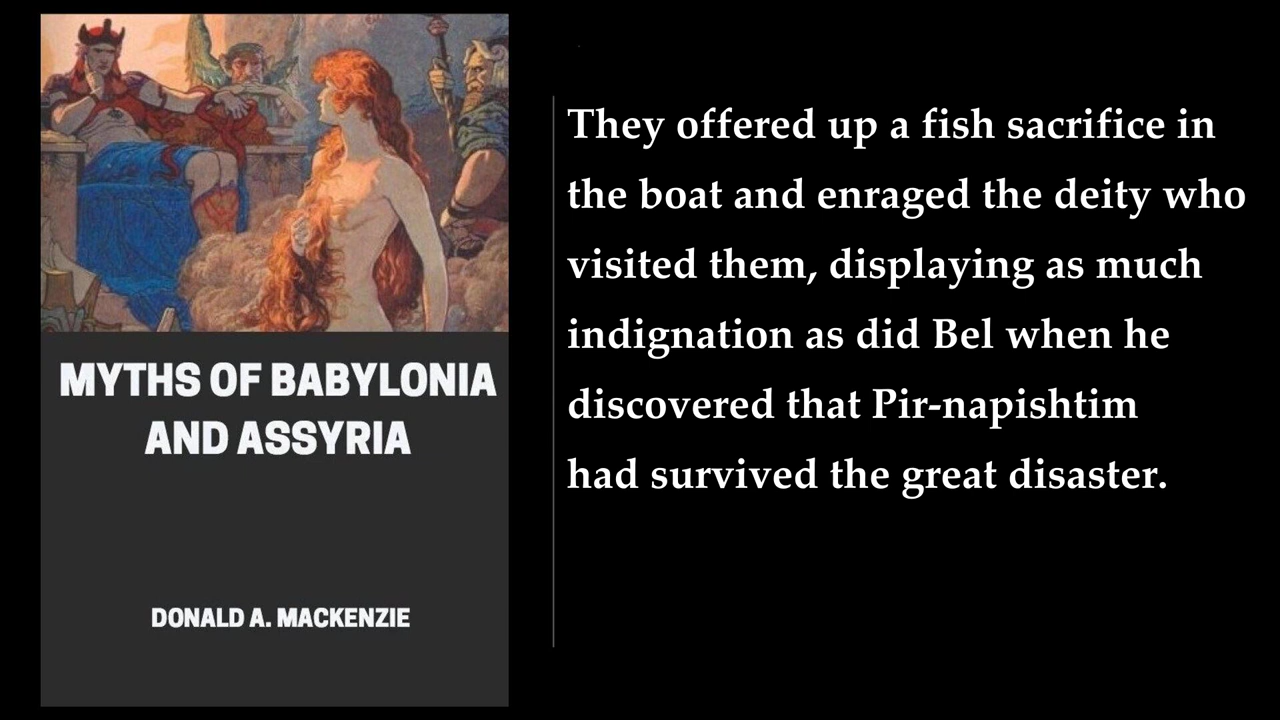 MYTHS OF BABYLONIA
AND ASSYRIA
DONALD A. MACKENZIE
They offered up a fish sacrifice in
the boat and enraged the deity who
visited them, displaying as much
indignation as did Bel when he
discovered that Pir-napishtim
had survived the great disaster.